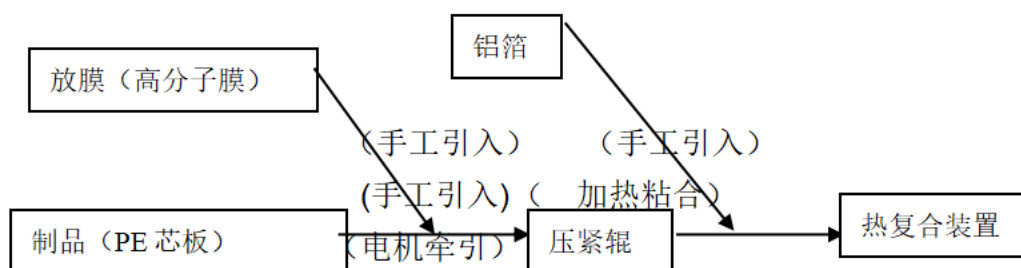 铝箔
放膜（高分子膜）
（手工引入） （手工引入）
(手工引入)（ 加热粘合）
制品（PE 芯板）
（电机牵引）
压紧辊
热复合装置